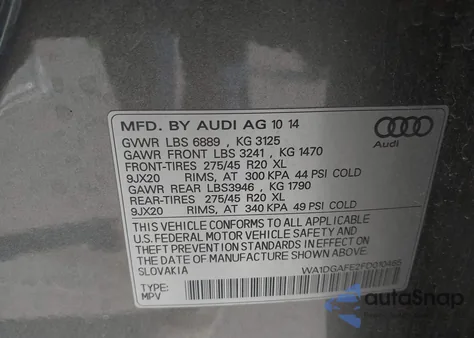 MFD. BY AUDI AG 10 14
GVWR LBS 6889 , KG 3125
GAWR FRONT LBS 3241 , KG 1470
FRONT-TIRES 275/45 R20 XL
9JX20 RIMS, AT 300 KPA 44 PSI COLD
GAWR REAR LBS3946 , KG 1790
REAR-TIRES 275/45 R20 XL
9JX20 RIMS, AT 340 KPA 49 PSI COLD
THIS VEHICLE CONFORMS TO ALL APPLICABLE
U.S.FEDERAL MOTOR VEHICLE SAFETY AND
THEFT PREVENTION STANDARDS IN EFFECT ON
THE DATE OF MANUFACTURE SHOWN ABOVE
SLOVAKIA WA1DGAFE2FD010485
TYPE:
MPV
Audi
autoSnap